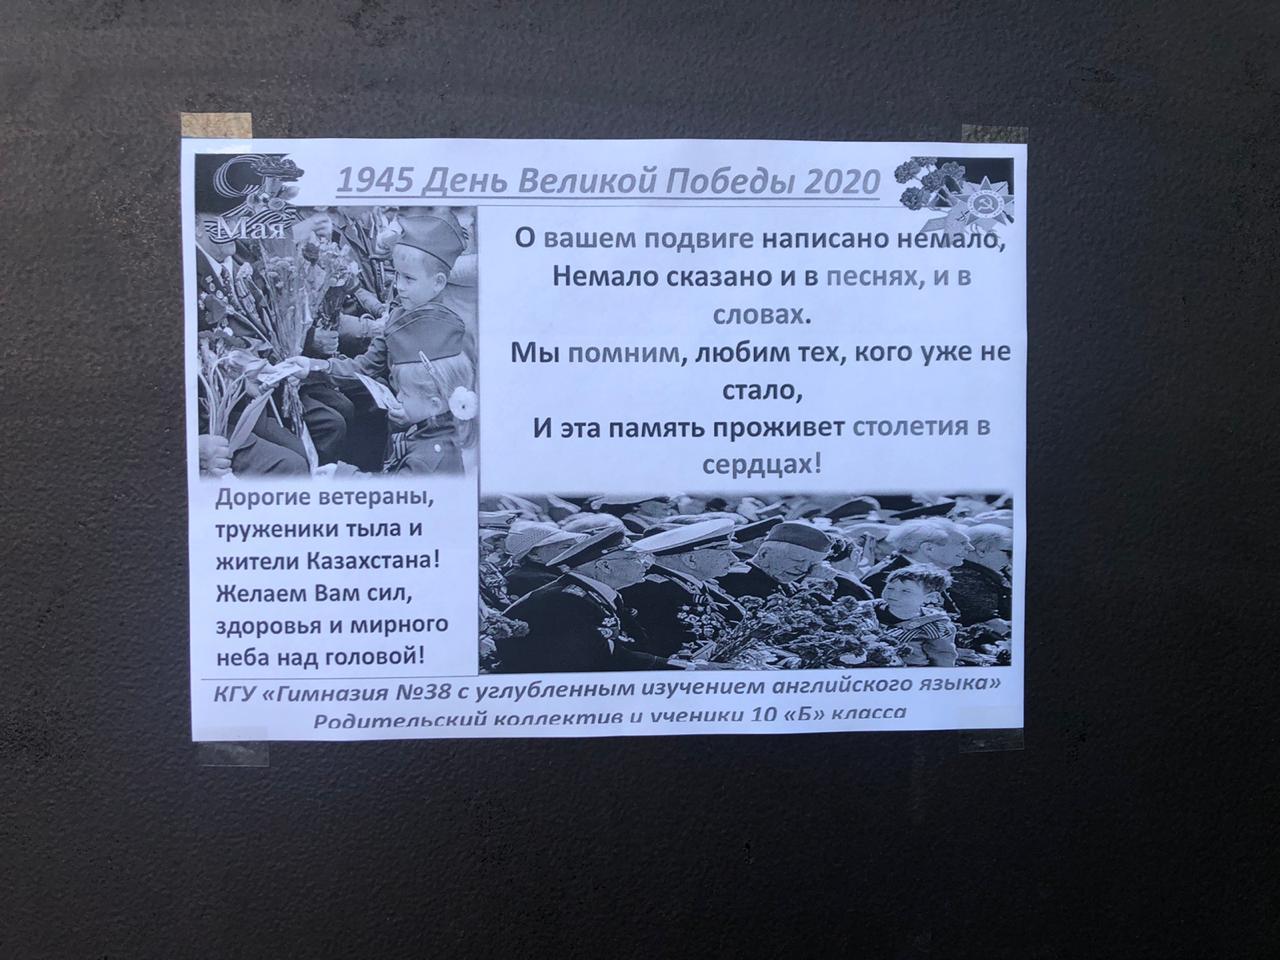 1945 День Великой Победы 2020
9
Мая
О вашем подвиге написано немало,
Немало сказано и в песнях, и в
словах.
Мы помним, любим тех, кого уже не
стало,
И эта память проживет столетия в
сердцах!
Дорогие ветераны,
труженики тыла и
жители Казахстана!
Желаем Вам сил,
здоровья и мирного
неба над головой!
КГУ «Гимназия №38 с углубленным изучением английского языка»
Родительский коллектив и ученики 10 «Б» класса